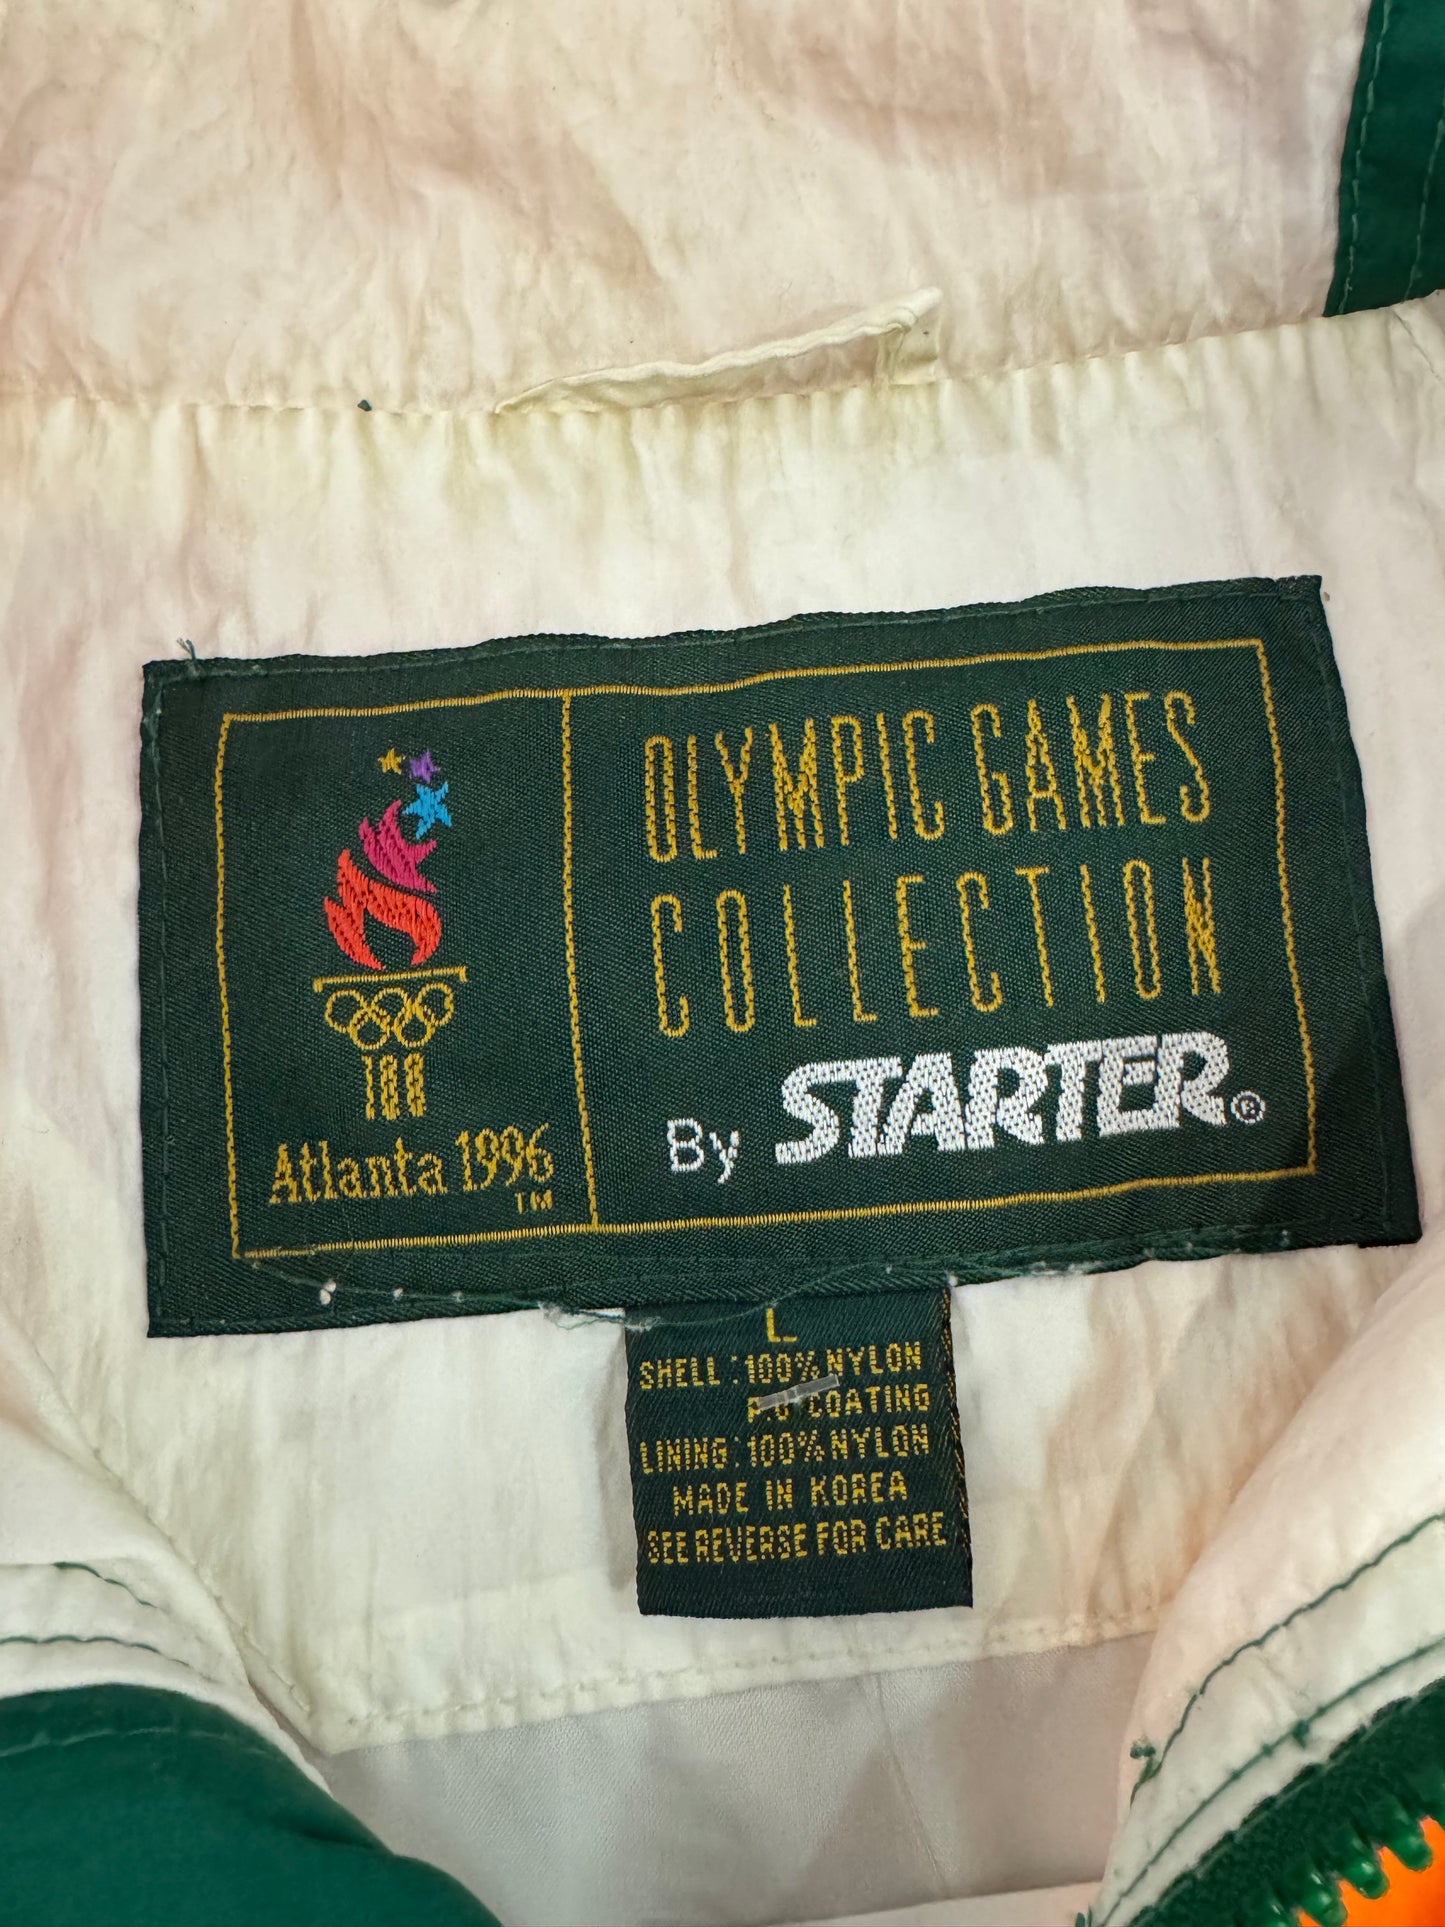 100
Atlanta 1996
TM
OLYMPIC GAMES
COLLECTION
By STARTER®
L
SHELL : 100% NYLON
P.U COATING
LINING : 100% NYLON
MADE IN KOREA
SEE REVERSE FOR CARE